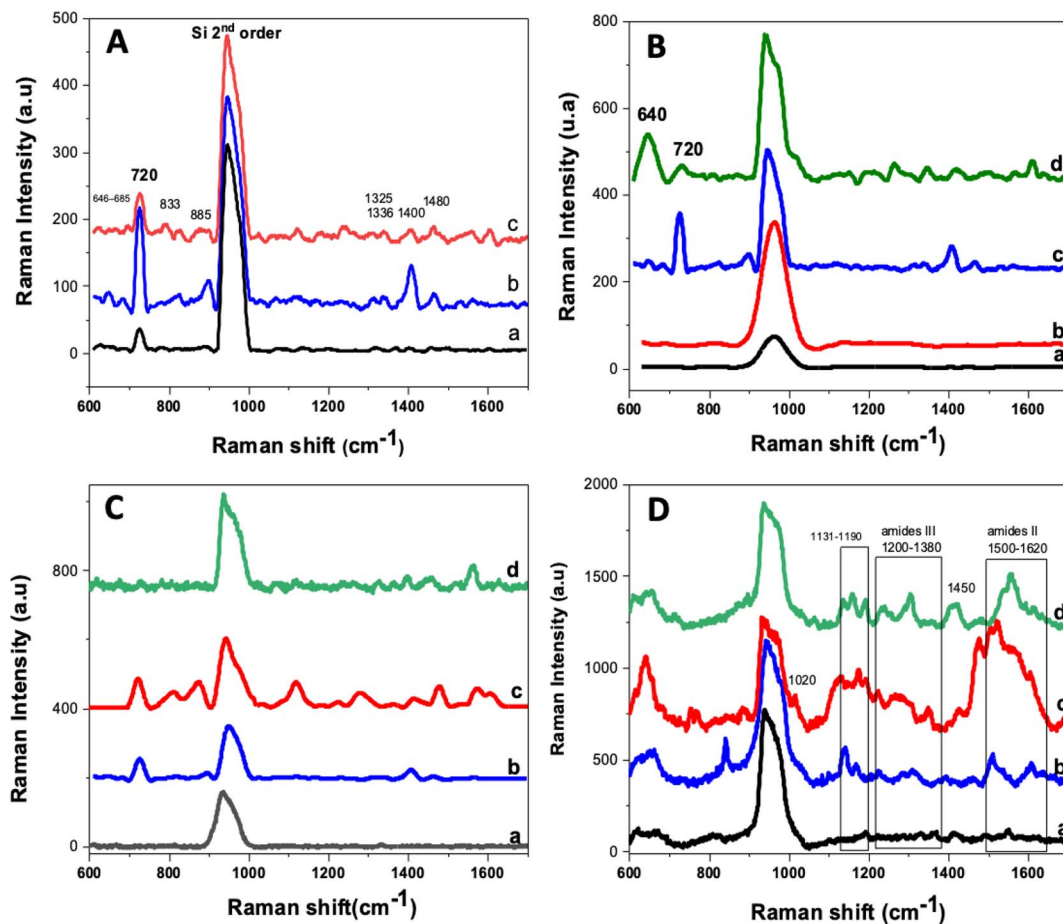 A
Si 2nd order
500
400
300
200
100
0
Raman Intensity (a.u)
646–685
720
833
885
1325
1336
1400
1480
c
b
a
600 800 1000 1200 1400 1600
Raman shift (cm-1)
B
800
600
400
200
0
Raman Intensity (u.a)
640
720
d
c
b
a
600 800 1000 1200 1400 1600
Raman shift (cm-1)
C
800
400
0
Raman Intensity (a.u)
d
c
b
a
600 800 1000 1200 1400 1600
Raman shift(cm-1)
D
2000
1500
1000
500
0
Raman Intensity (a.u)
1131-1190
amides III
1200-1380
amides II
1500-1620
1450
1020
d
c
b
a
600 800 1000 1200 1400 1600
Raman shift (cm-1)